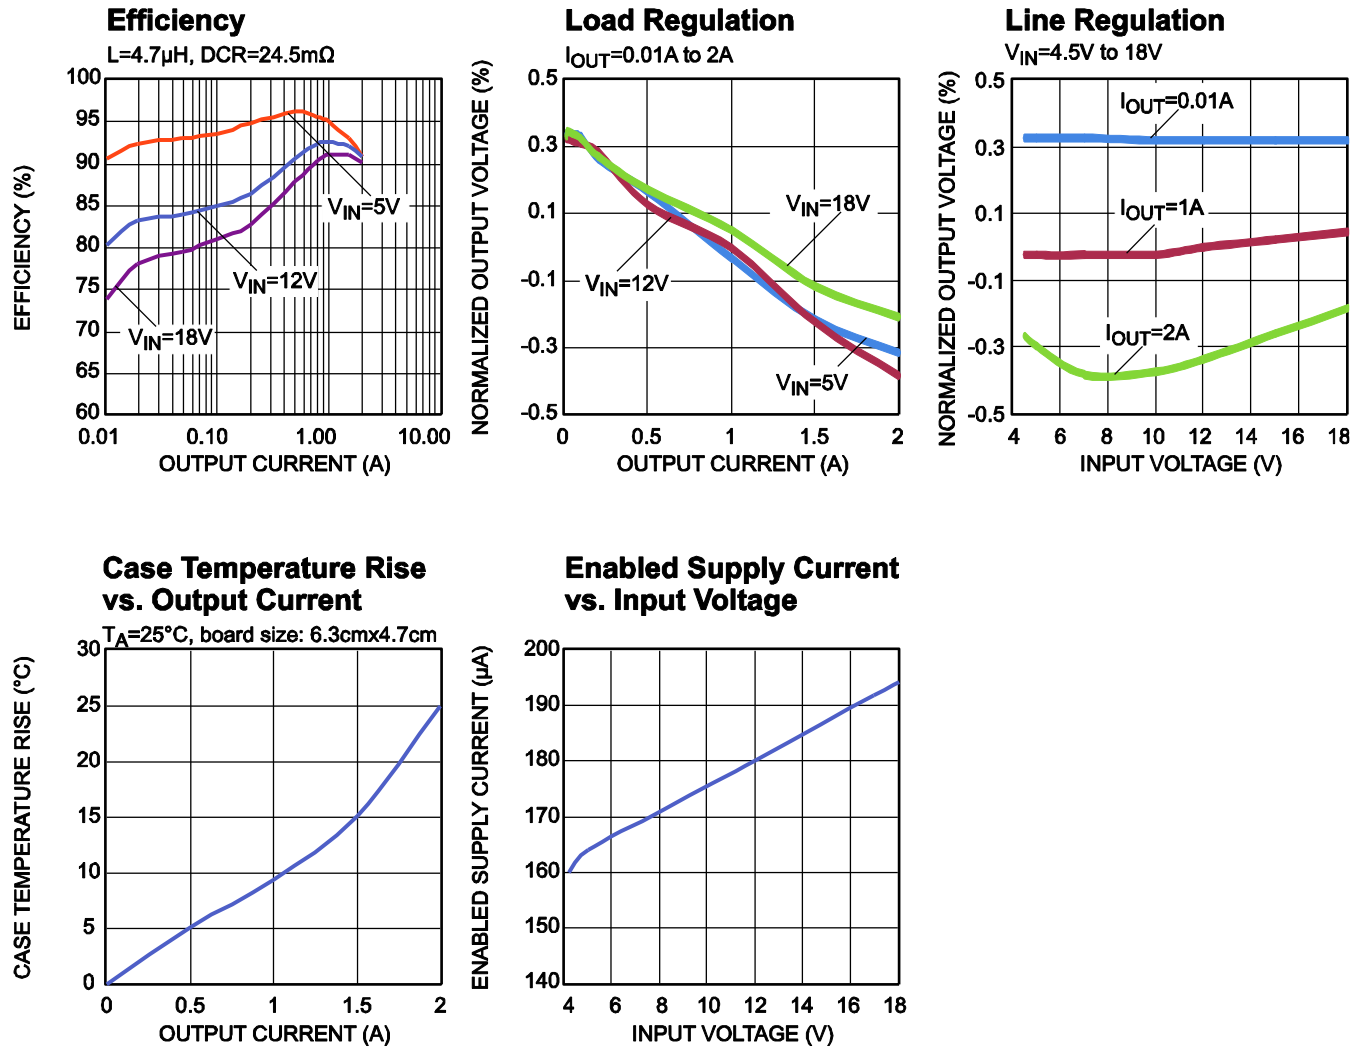 Efficiency
L=4.7µH, DCR=24.5mΩ
EFFICIENCY (%)
100
95
90
85
80
75
70
65
60
VIN=5V
VIN=12V
VIN=18V
0.01 0.10 1.00 10.00
OUTPUT CURRENT (A)
Load Regulation
IOUT=0.01A to 2A
NORMALIZED OUTPUT VOLTAGE (%)
0.5
0.3
0.1
-0.1
-0.3
-0.5
VIN=18V
VIN=12V
VIN=5V
0 0.5 1 1.5 2
OUTPUT CURRENT (A)
Line Regulation
VIN=4.5V to 18V
NORMALIZED OUTPUT VOLTAGE (%)
0.5
0.3
0.1
-0.1
-0.3
-0.5
IOUT=0.01A
IOUT=1A
IOUT=2A
4 6 8 10 12 14 16 18
INPUT VOLTAGE (V)
Case Temperature Rise
vs. Output Current
TA=25°C, board size: 6.3cmx4.7cm
CASE TEMPERATURE RISE (°C)
30
25
20
15
10
5
0
0 0.5 1 1.5 2
OUTPUT CURRENT (A)
Enabled Supply Current
vs. Input Voltage
ENABLED SUPPLY CURRENT (µA)
200
190
180
170
160
150
140
4 6 8 10 12 14 16 18
INPUT VOLTAGE (V)